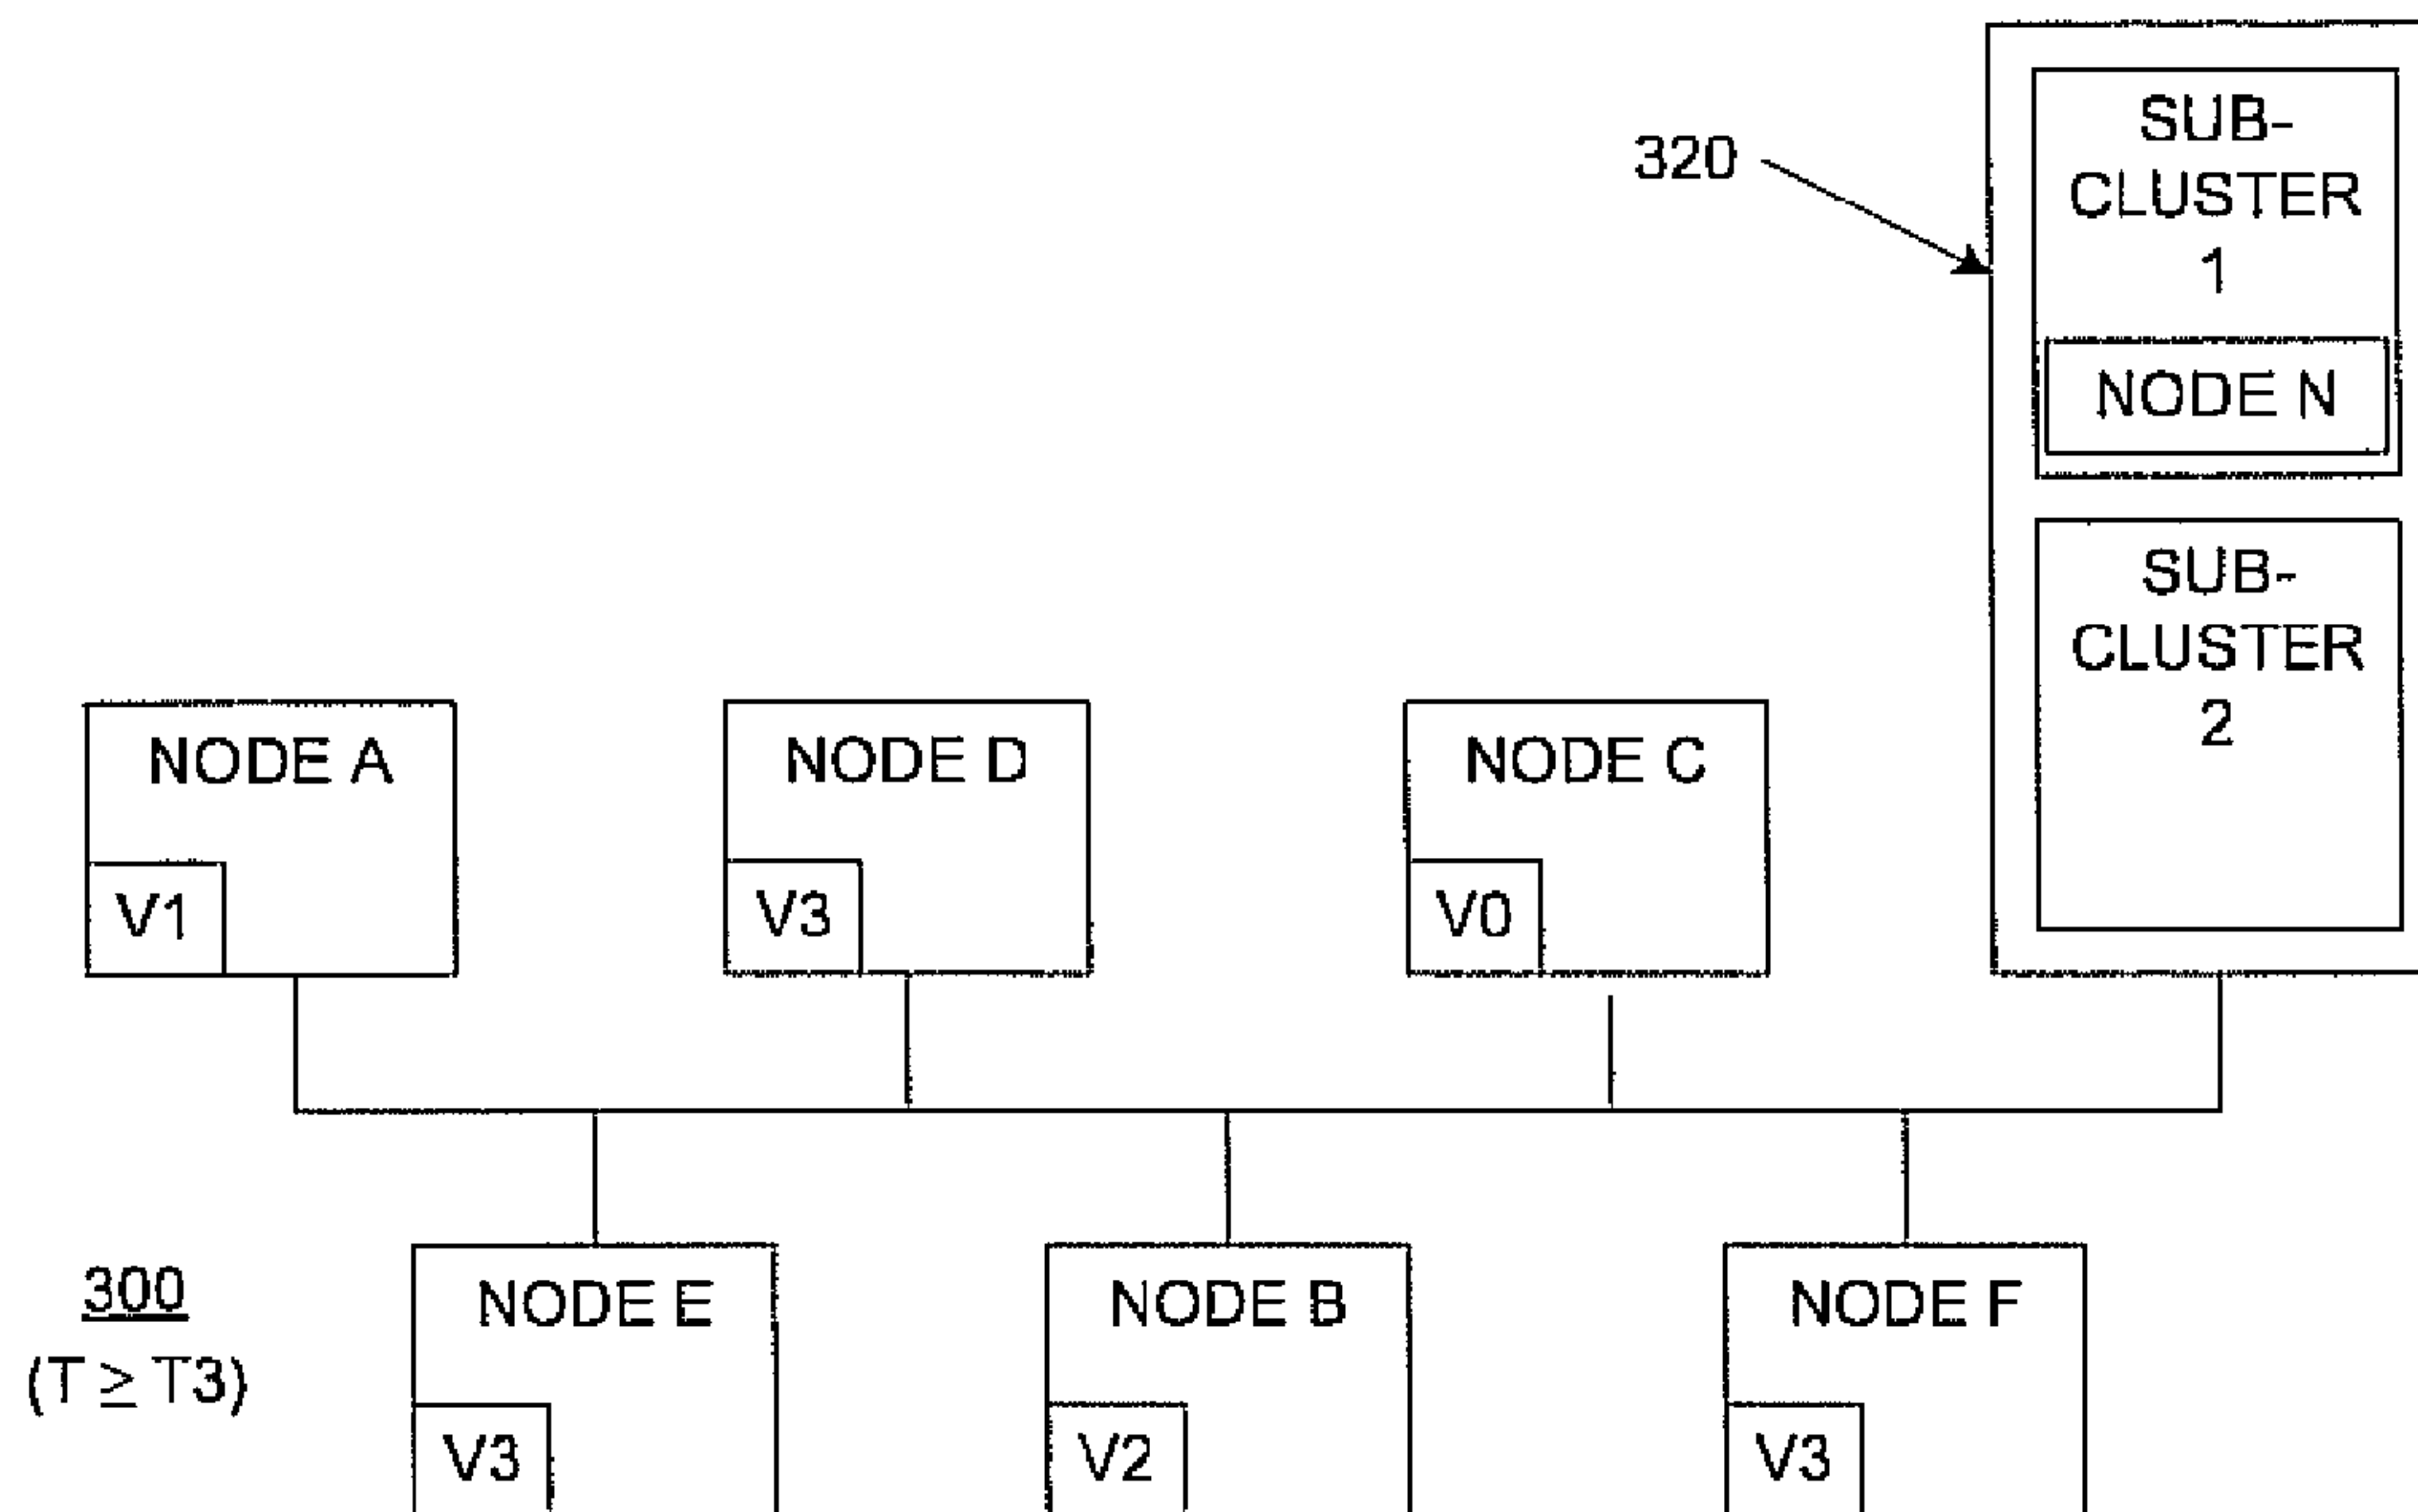 320
SUB-
CLUSTER
1
NODE N
SUB-
CLUSTER
2
NODE A
V1
NODE D
V3
NODE C
V0
300
(T ≥ T3)
NODE E
V3
NODE B
V2
NODE F
V3